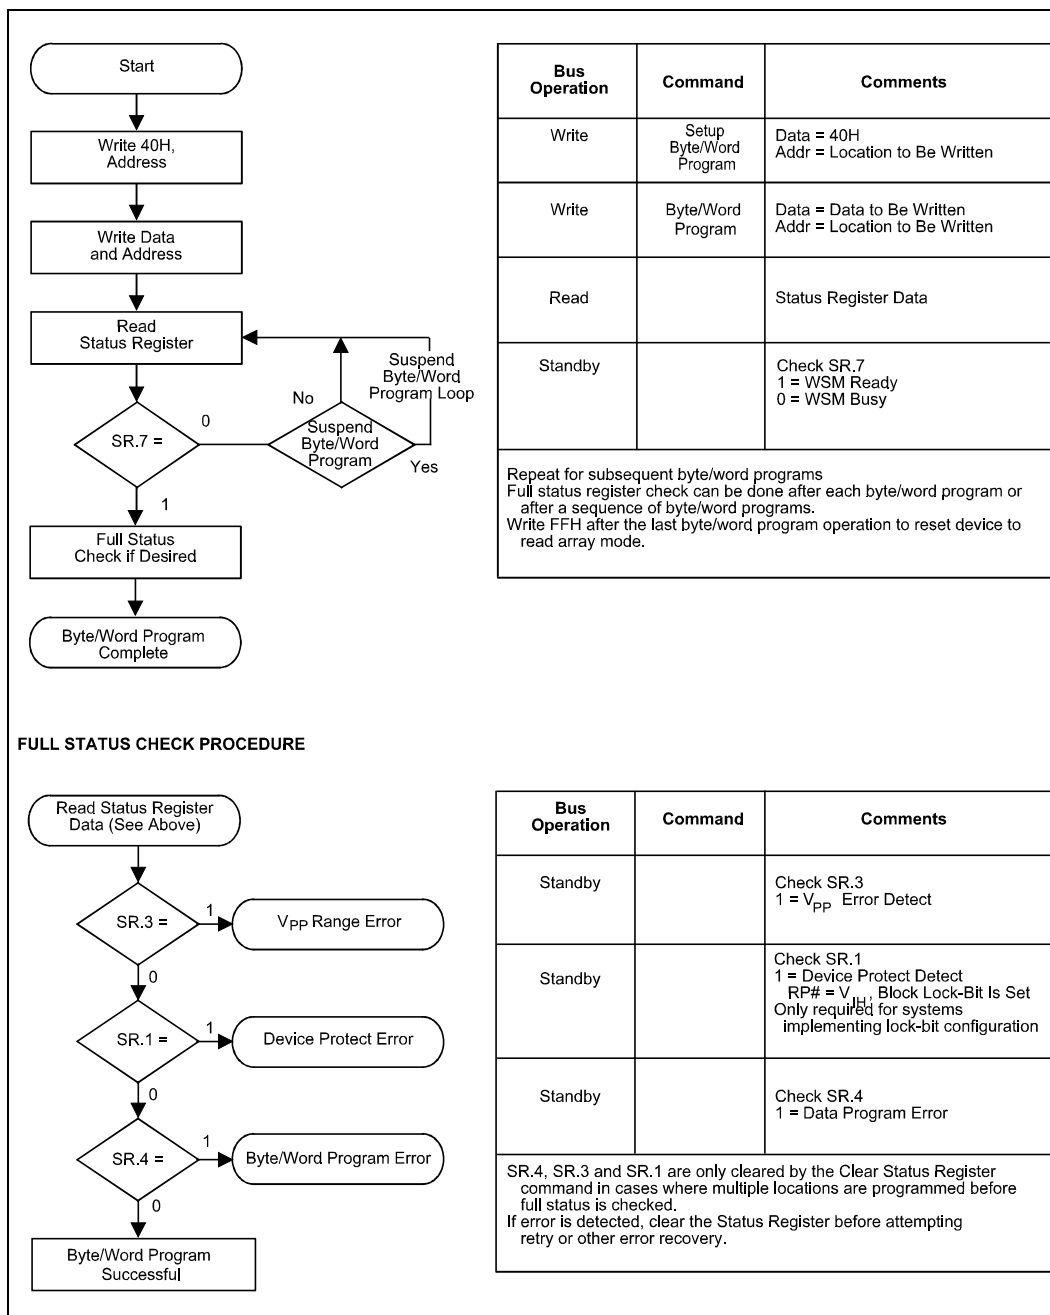 Start
Write 40H,
Address
Write Data
and Address
Read
Status Register
Suspend
Byte/Word
Program Loop
No
0
SR.7 =
Suspend
Byte/Word
Program
Yes
1
Full Status
Check if Desired
Byte/Word Program
Complete
Bus
Operation
Command
Comments
Write
Setup
Byte/Word
Program
Data = 40H
Addr = Location to Be Written
Write
Byte/Word
Program
Data = Data to Be Written
Addr = Location to Be Written
Read
Status Register Data
Standby
Check SR.7
1 = WSM Ready
0 = WSM Busy
Repeat for subsequent byte/word programs
Full status register check can be done after each byte/word program or
after a sequence of byte/word programs.
Write FFH after the last byte/word program operation to reset device to
read array mode.
FULL STATUS CHECK PROCEDURE
Read Status Register
Data (See Above)
SR.3 =
1
VPP Range Error
0
SR.1 =
1
Device Protect Error
0
SR.4 =
1
Byte/Word Program Error
0
Byte/Word Program
Successful
Bus
Operation
Command
Comments
Standby
Check SR.3
1 = VPP Error Detect
Standby
Check SR.1
1 = Device Protect Detect
RP# = VIH, Block Lock-Bit Is Set
Only required for systems
implementing lock-bit configuration
Standby
Check SR.4
1 = Data Program Error
SR.4, SR.3 and SR.1 are only cleared by the Clear Status Register
command in cases where multiple locations are programmed before
full status is checked.
If error is detected, clear the Status Register before attempting
retry or other error recovery.